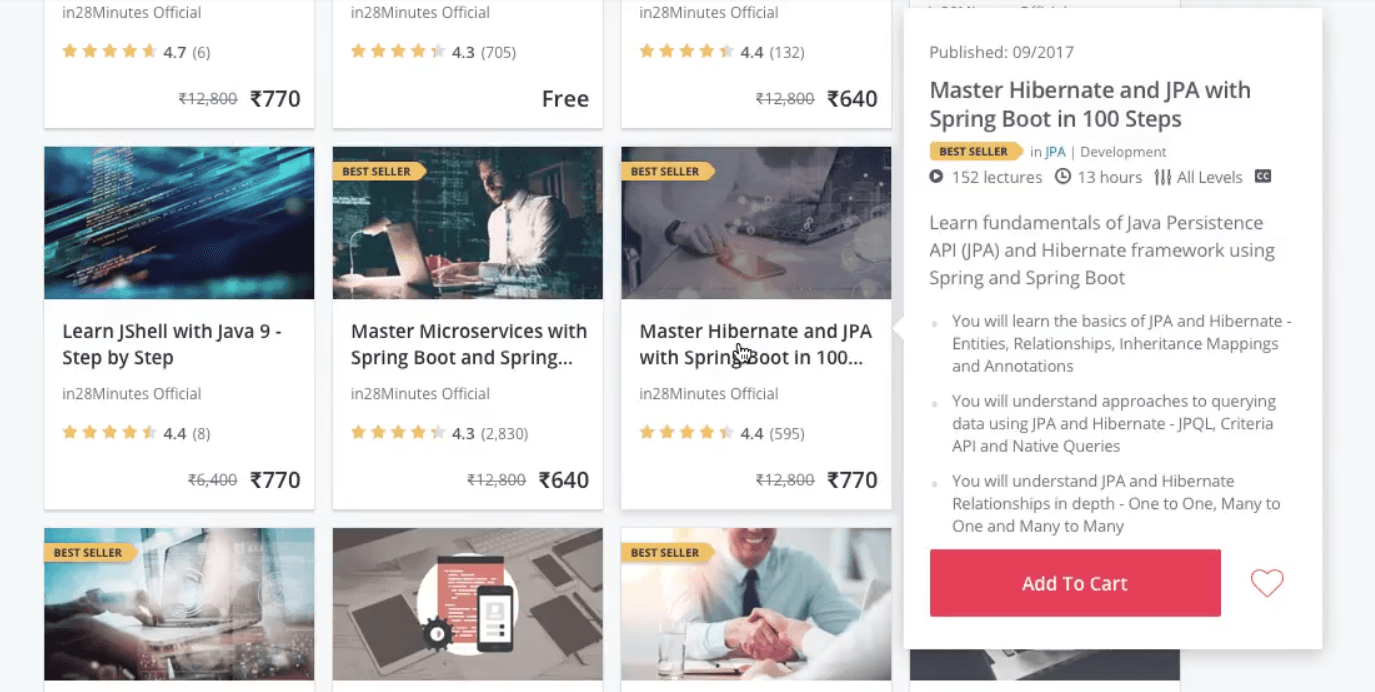 in28Minutes Official
4.7 (6)
₹12,800 ₹770
in28Minutes Official
4.3 (705)
Free
in28Minutes Official
4.4 (132)
₹12,800 ₹640
Learn JShell with Java 9 -
Step by Step
in28Minutes Official
4.4 (8)
₹6,400 ₹770
BEST SELLER
Master Microservices with
Spring Boot and Spring...
in28Minutes Official
4.3 (2,830)
₹12,800 ₹640
BEST SELLER
Master Hibernate and JPA
with Spring Boot in 100...
in28Minutes Official
4.4 (595)
₹12,800 ₹770
BEST SELLER
BEST SELLER
Published: 09/2017
Master Hibernate and JPA with
Spring Boot in 100 Steps
BEST SELLER in JPA | Development
152 lectures 13 hours All Levels CC
Learn fundamentals of Java Persistence
API (JPA) and Hibernate framework using
Spring and Spring Boot
You will learn the basics of JPA and Hibernate -
Entities, Relationships, Inheritance Mappings
and Annotations
You will understand approaches to querying
data using JPA and Hibernate - JPQL, Criteria
API and Native Queries
You will understand JPA and Hibernate
Relationships in depth - One to One, Many to
One and Many to Many
Add To Cart